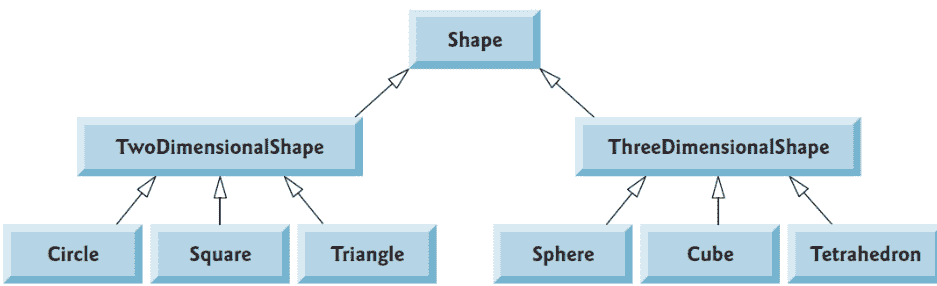 Shape
TwoDimensionalShape
ThreeDimensionalShape
Circle
Square
Triangle
Sphere
Cube
Tetrahedron